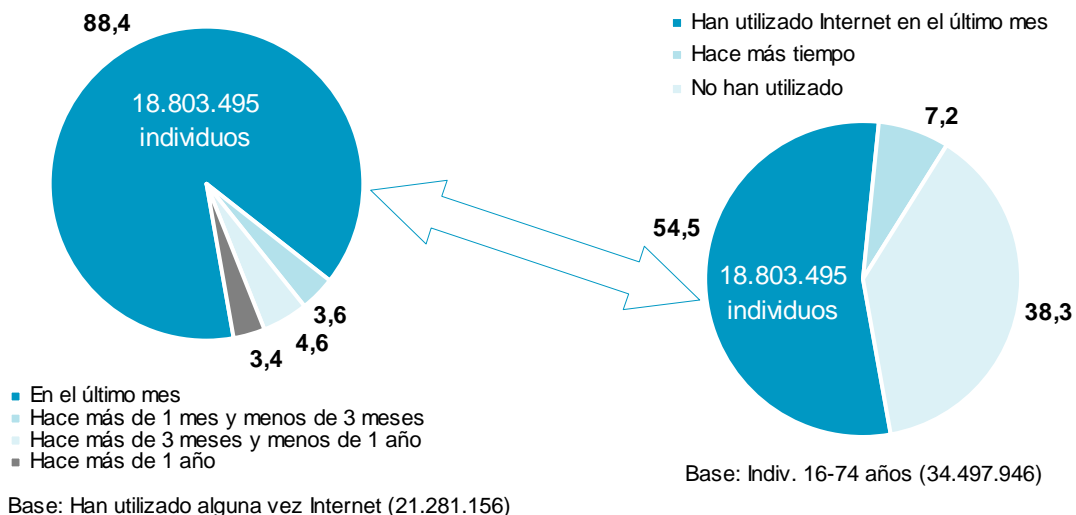 88,4
18.803.495
individuos
3,6
4,6
3,4
En el último mes
Hace más de 1 mes y menos de 3 meses
Hace más de 3 meses y menos de 1 año
Hace más de 1 año
Base: Han utilizado alguna vez Internet (21.281.156)
Han utilizado Internet en el último mes
Hace más tiempo
No han utilizado
7,2
54,5
18.803.495
individuos
38,3
Base: Indiv. 16-74 años (34.497.946)